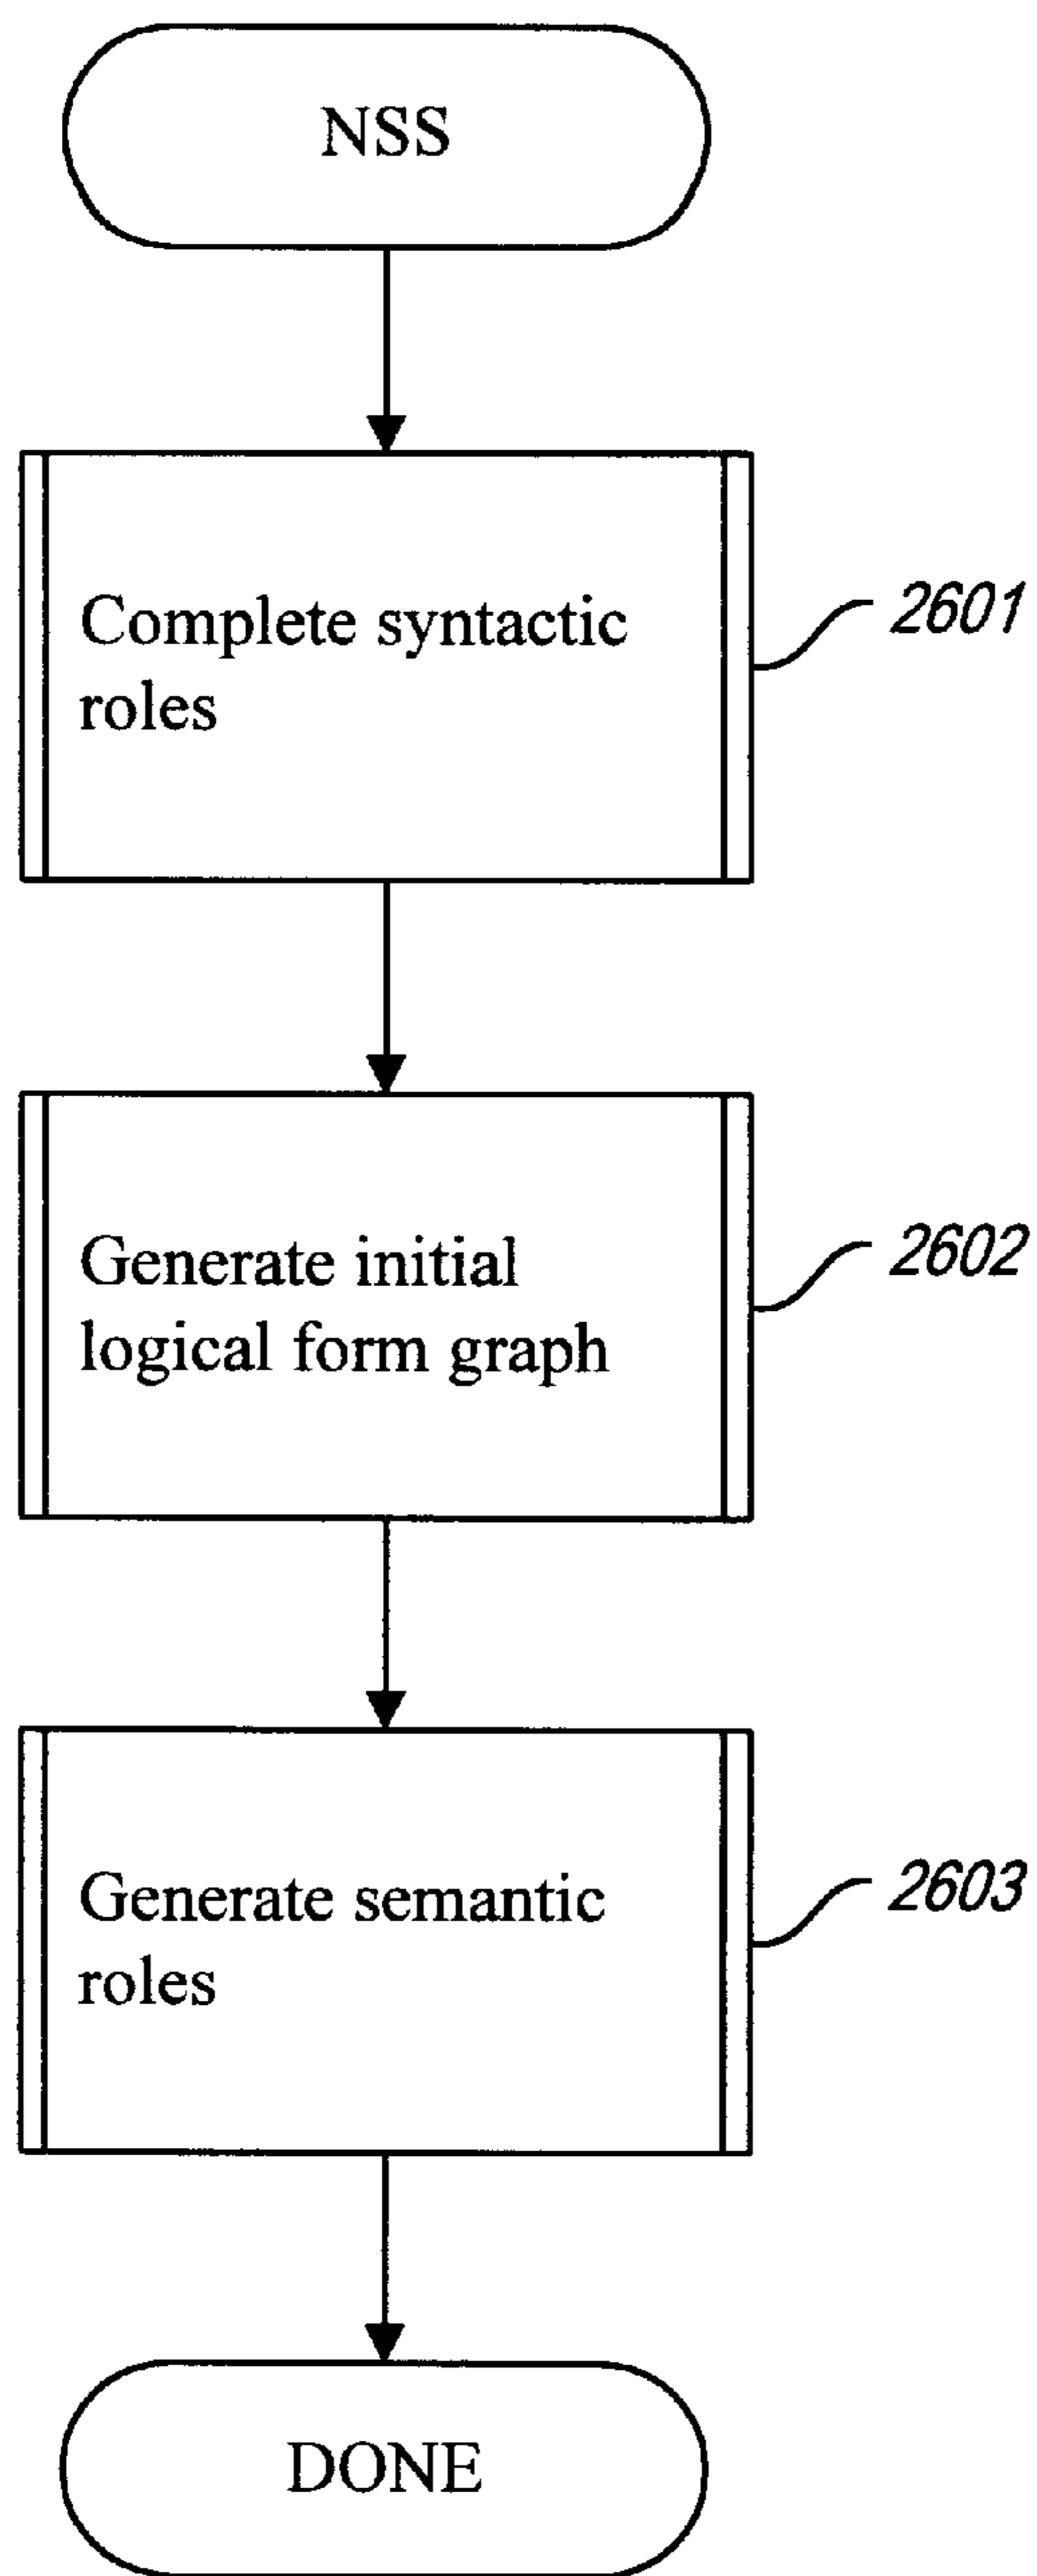 NSS
Complete syntactic
roles
2601
Generate initial
logical form graph
2602
Generate semantic
roles
2603
DONE